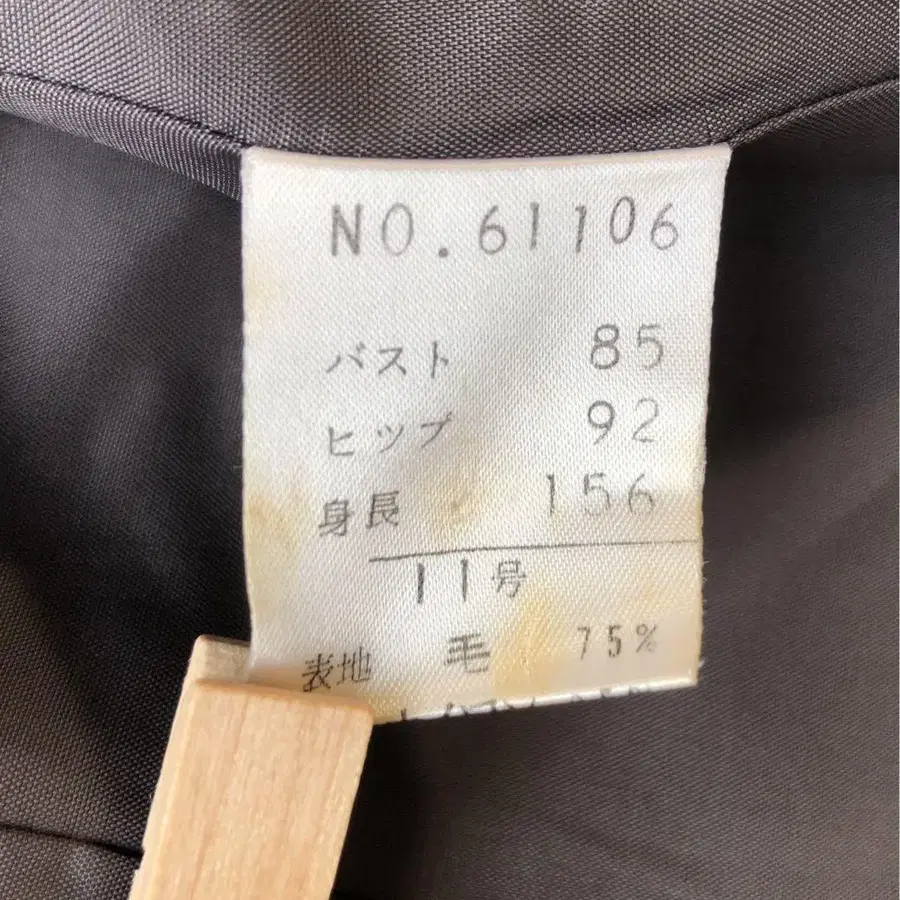 NO.61106
バスト 85
ヒップ 92
身長 156
11号
表地 毛 75%